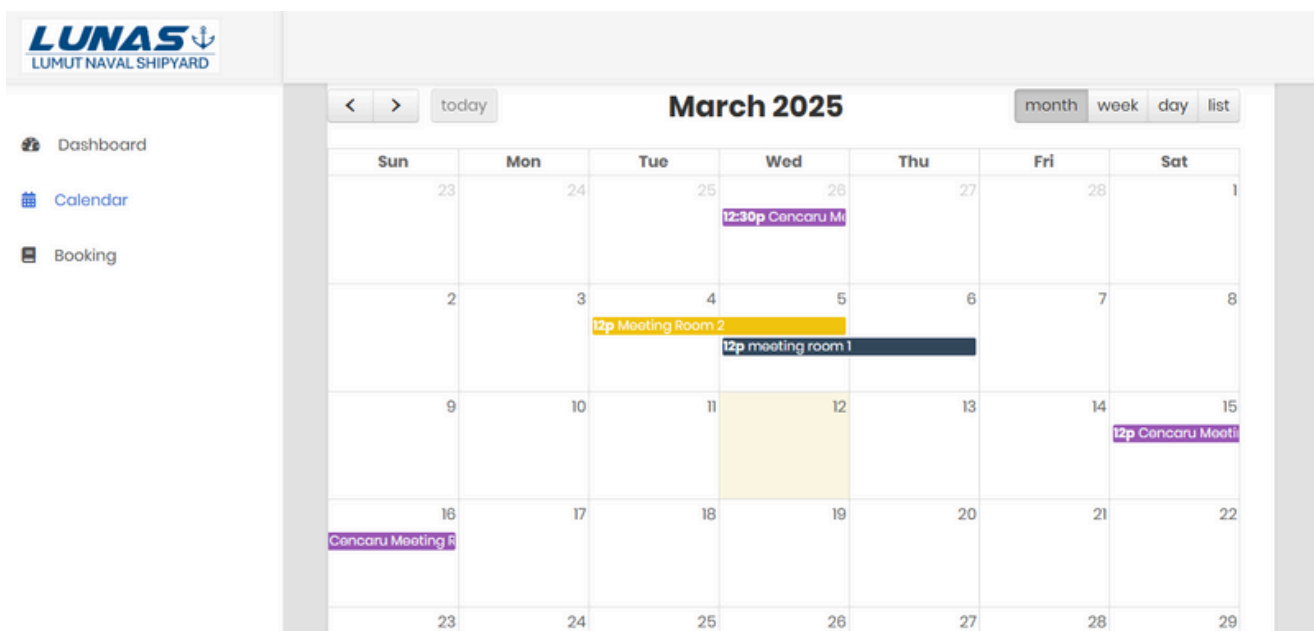 LUNAS
LUMUT NAVAL SHIPYARD
Dashboard
Calendar
Booking
today
March 2025
month week day list
Sun Mon Tue Wed Thu Fri Sat
23 24 25 26 27 28 1
12:30p Cencaru Me
2 3 4 5 6 7 8
12p Meeting Room 2
12p meeting room 1
9 10 11 12 13 14 15
12p Cencaru Meetin
16 17 18 19 20 21 22
Cencaru Meeting R
23 24 25 26 27 28 29